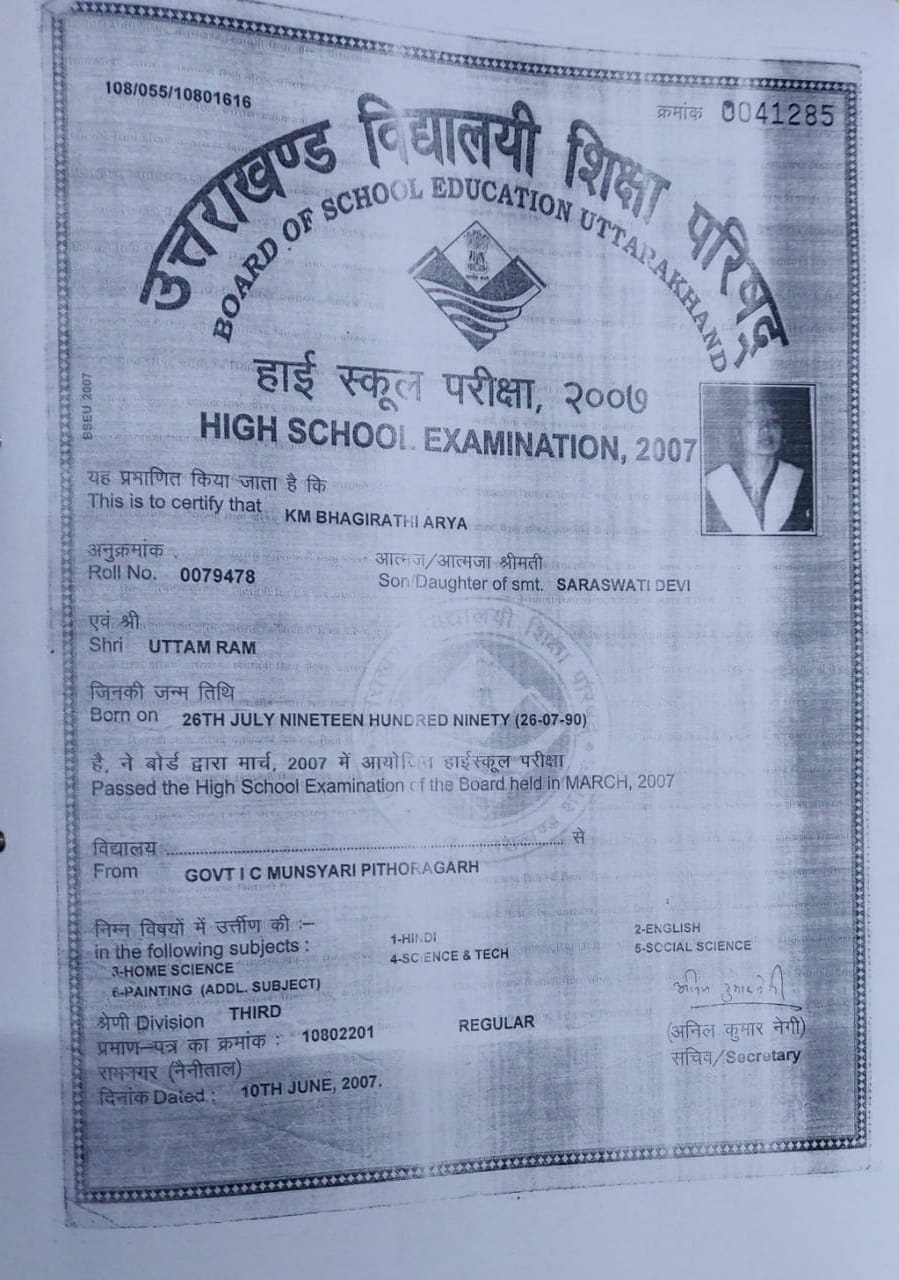 108/055/10801616
क्रमांक 0041285
उत्तराखण्ड विद्यालयी शिक्षा परिषद्
BOARD OF SCHOOL EDUCATION UTTARAKHAND
BSEU 2007
हाई स्कूल परीक्षा, २००७
HIGH SCHOOL EXAMINATION, 2007
यह प्रमाणित किया जाता है कि
This is to certify that KM BHAGIRATHI ARYA
अनुक्रमांक आत्मज/आत्मजा श्रीमती
Roll No. 0079478 Son/Daughter of smt. SARASWATI DEVI
एवं श्री
Shri UTTAM RAM
जिनकी जन्म तिथि
Born on 26TH JULY NINETEEN HUNDRED NINETY (26-07-90)
है, ने बोर्ड द्वारा मार्च, 2007 में आयोजित हाईस्कूल परीक्षा
Passed the High School Examination of the Board held in MARCH, 2007
विद्यालय ........................................ से
From GOVT I C MUNSYARI PITHORAGARH
निम्न विषयों में उर्त्तीण की :–
in the following subjects : 1-HINDI 2-ENGLISH
3-HOME SCIENCE 4-SCIENCE & TECH 5-SOCIAL SCIENCE
6-PAINTING (ADDL. SUBJECT)
श्रेणी Division THIRD
प्रमाण–पत्र का क्रमांक : 10802201 REGULAR (अनिल कुमार नेगी)
रामनगर (नैनीताल) सचिव/Secretary
दिनांक Dated : 10TH JUNE, 2007.